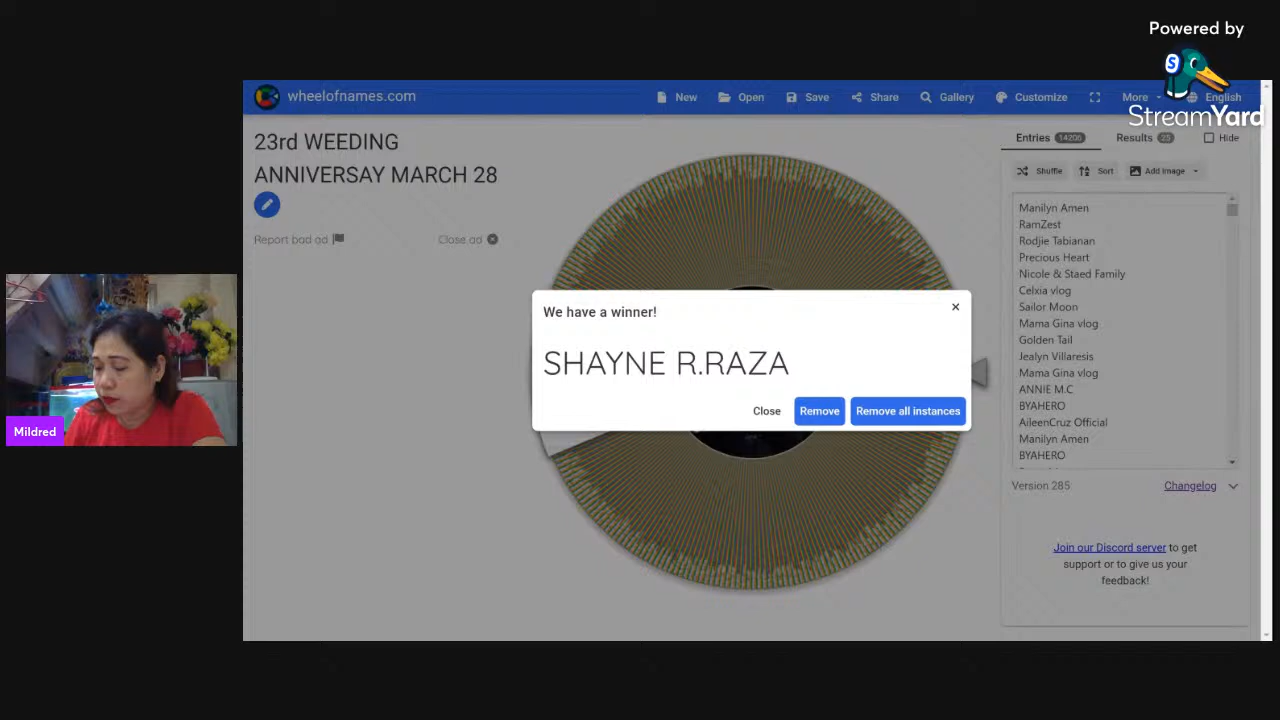 Powered by
StreamYard
wheelofnames.com
New
Open
Save
Share
Gallery
Customize
More
English
23rd WEEDING
ANNIVERSAY MARCH 28
Report bad ad
Close ad
Entries 14200
Results 25
Hide
Shuffle
Sort
Add Image
Manilyn Amen
RamZest
Rodjie Tabianan
Precious Heart
Nicole & Staed Family
Celxia vlog
Sailor Moon
Mama Gina vlog
Golden Tail
Jealyn Villaresis
Mama Gina vlog
ANNIE M.C
BYAHERO
AileenCruz Official
Manilyn Amen
BYAHERO
We have a winner!
SHAYNE R.RAZA
Close
Remove
Remove all instances
Version 285
Changelog
Join our Discord server to get
support or to give us your
feedback!
Mildred